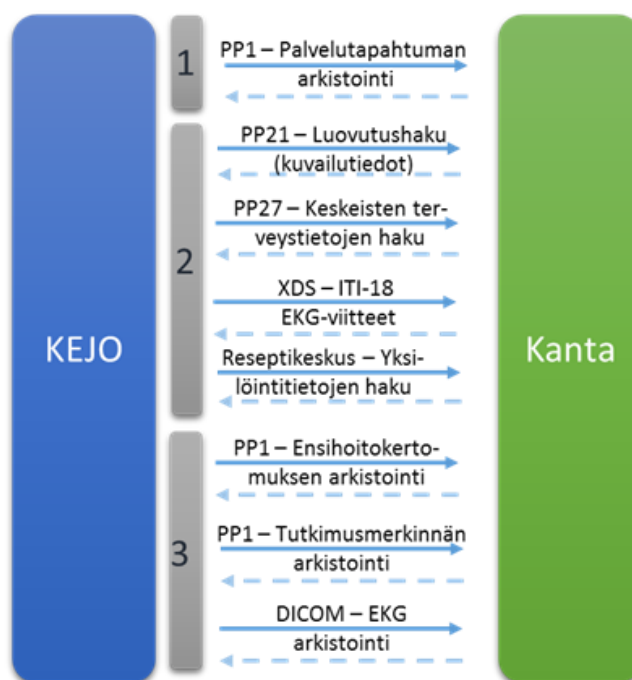 KEJO
1
PP1 – Palvelutapahtuman
arkistointi
2
PP21 – Luovutushaku
(kuvailutiedot)
PP27 – Keskeisten ter-
veystietojen haku
XDS – ITI-18
EKG-viitteet
Reseptikeskus – Yksi-
löintitietojen haku
3
PP1 – Ensihoitokerto-
muksen arkistointi
PP1 – Tutkimusmerkinnän
arkistointi
DICOM – EKG
arkistointi
Kanta